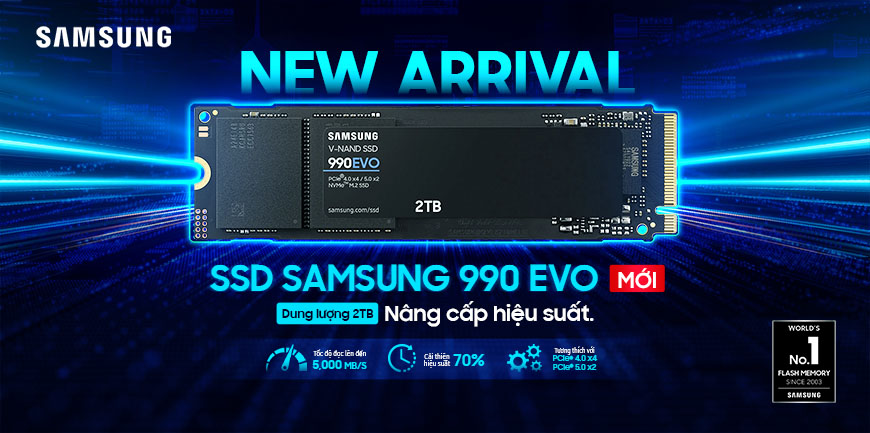 SAMSUNG
NEW ARRIVAL
SAMSUNG
V-NAND SSD
990 EVO
PCIe® 4.0 x4 / 5.0 x2
NVMe™ M.2 SSD
samsung.com/ssd
2TB
SAMSUNG
SSD SAMSUNG 990 EVO MỚI
Dung lượng 2TB Nâng cấp hiệu suất.
Tốc độ đọc lên đến
5,000 MB/S
Cải thiện
hiệu suất 70%
Tương thích với
PCIe® 4.0 x4
PCIe® 5.0 x2
WORLD'S
No.1
FLASH MEMORY
SINCE 2003
SAMSUNG